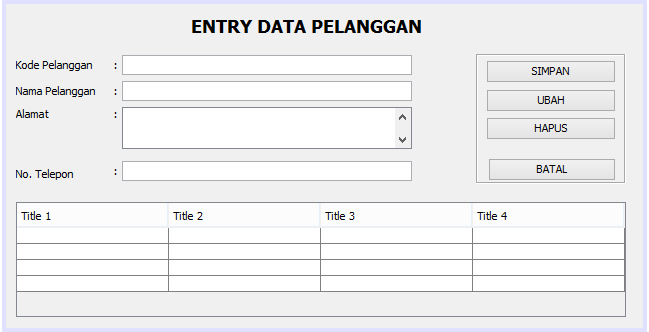 ENTRY DATA PELANGGAN
Kode Pelanggan :
Nama Pelanggan :
Alamat :
No. Telepon :
SIMPAN
UBAH
HAPUS
BATAL
Title 1 Title 2 Title 3 Title 4